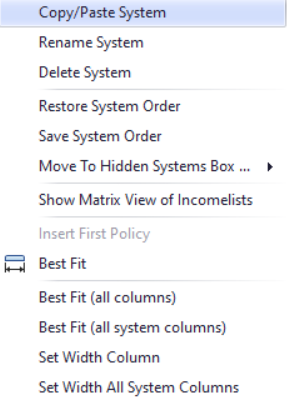 Copy/Paste System
Rename System
Delete System
Restore System Order
Save System Order
Move To Hidden Systems Box ...
Show Matrix View of Incomelists
Insert First Policy
Best Fit
Best Fit (all columns)
Best Fit (all system columns)
Set Width Column
Set Width All System Columns